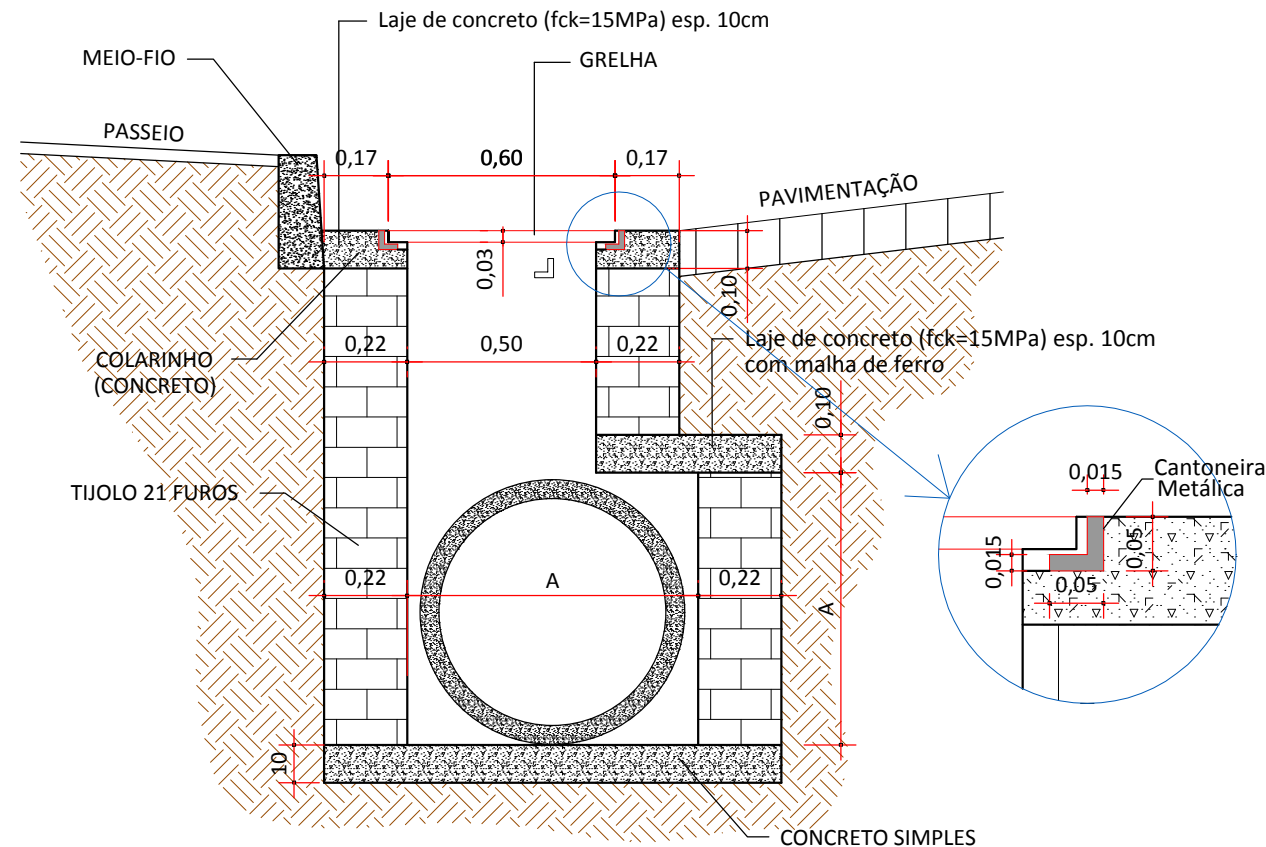 Laje de concreto (fck=15MPa) esp. 10cm
MEIO-FIO
GRELHA
PASSEIO
0,17
0,60
0,17
PAVIMENTAÇÃO
0,03
0,10
COLARINHO
(CONCRETO)
0,22
0,50
0,22
Laje de concreto (fck=15MPa) esp. 10cm
com malha de ferro
0,10
TIJOLO 21 FUROS
0,22
A
0,22
A
10
CONCRETO SIMPLES
0,015
Cantoneira
Metálica
0,015
0,05
0,05